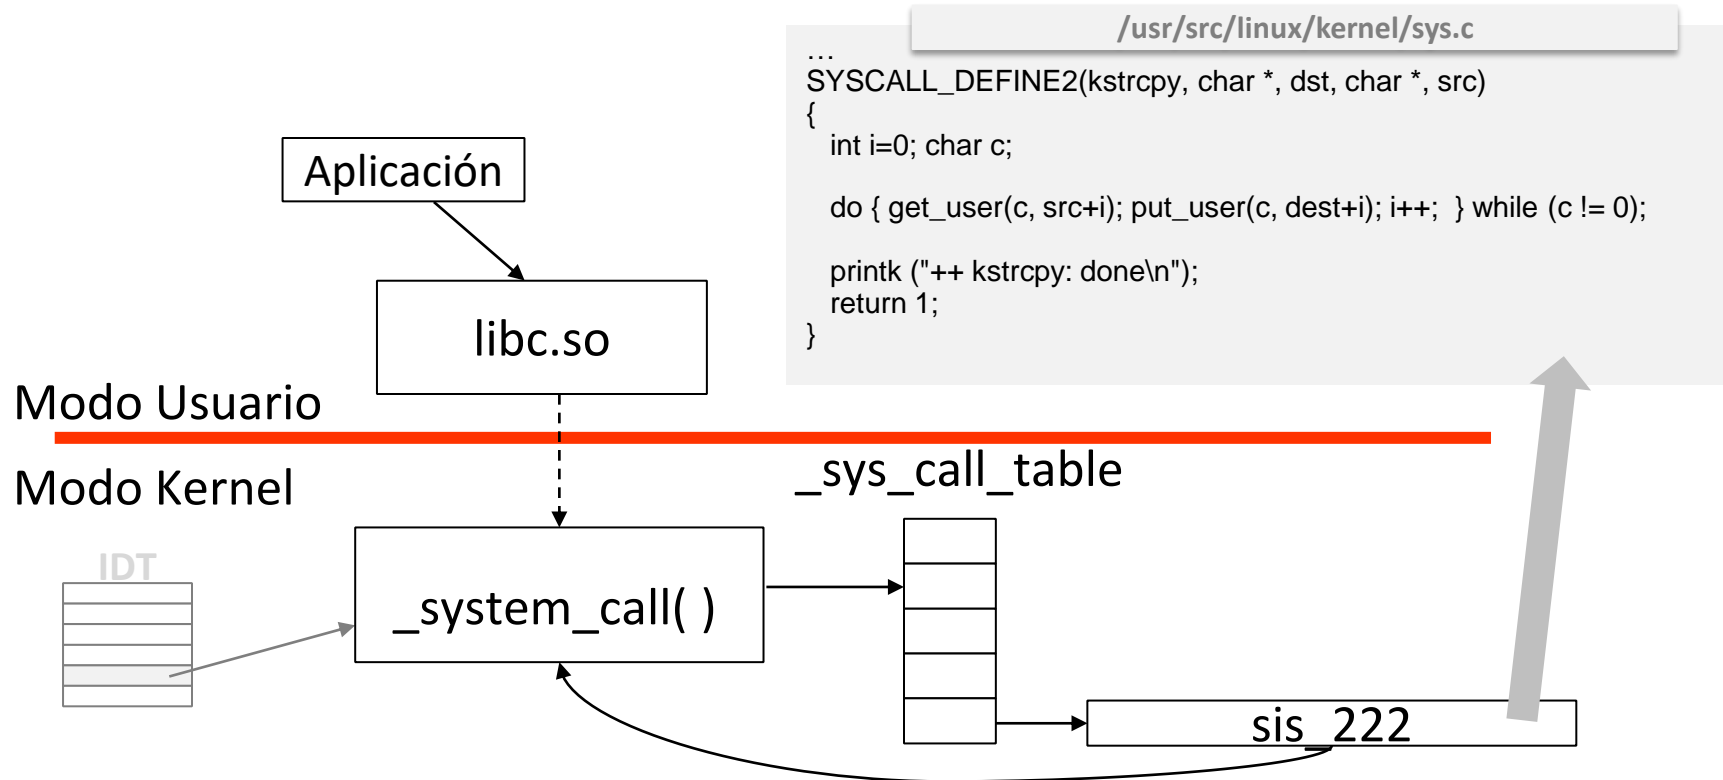 /usr/src/linux/kernel/sys.c
…
SYSCALL_DEFINE2(kstrcpy, char *, dst, char *, src)
{
int i=0; char c;
do { get_user(c, src+i); put_user(c, dest+i); i++; } while (c != 0);
printk ("++ kstrcpy: done\n");
return 1;
}
Aplicación
libc.so
Modo Usuario
Modo Kernel
_sys_call_table
IDT
_system_call( )
sis_222